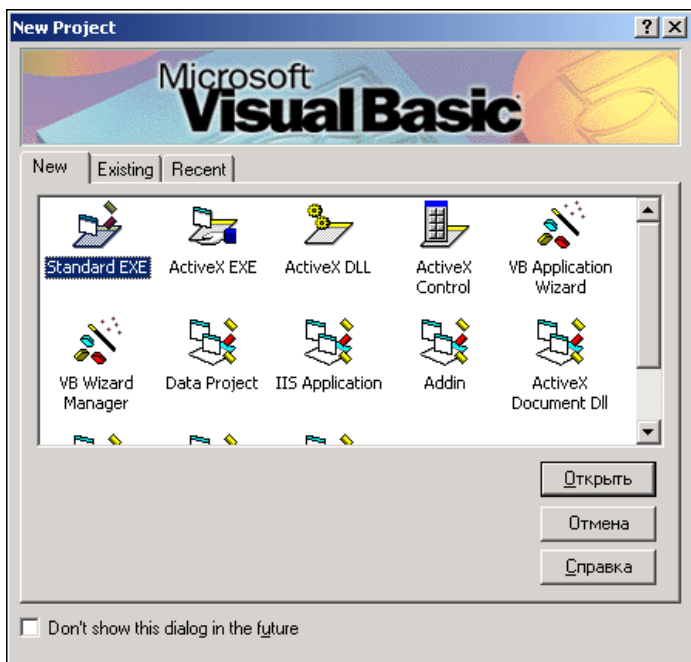 New Project
Microsoft
Visual Basic
New Existing Recent
Standard EXE ActiveX EXE ActiveX DLL ActiveX Control VB Application Wizard
VB Wizard Manager Data Project IIS Application Addin ActiveX Document Dll
Открыть
Отмена
Справка
Don't show this dialog in the future